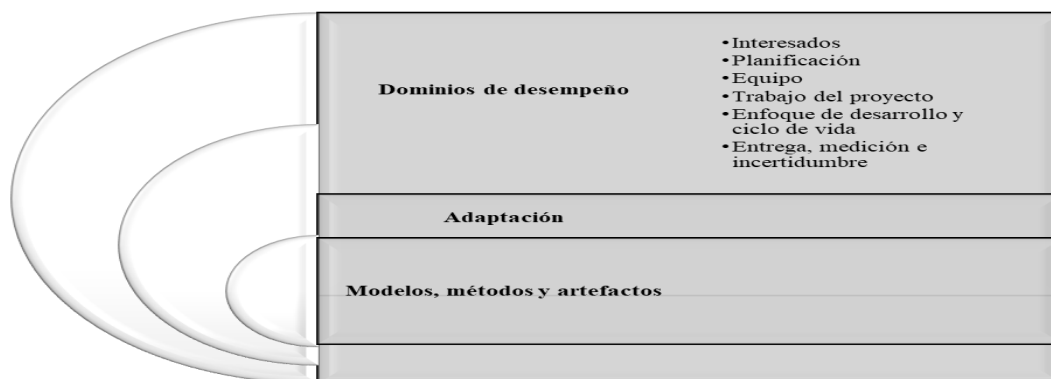 Dominios de desempeño
•Interesados
•Planificación
•Equipo
•Trabajo del proyecto
•Enfoque de desarrollo y
ciclo de vida
•Entrega, medición e
incertidumbre
Adaptación
Modelos, métodos y artefactos